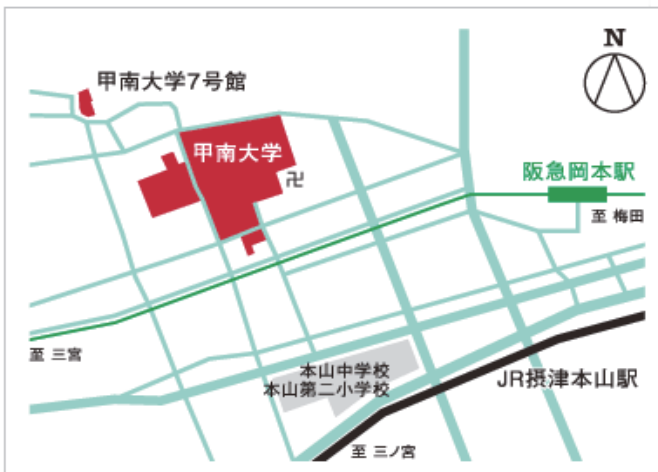 N
甲南大学7号館
甲南大学
卍
阪急岡本駅
至 梅田
至 三宮
本山中学校
本山第二小学校
JR摂津本山駅
至 三ノ宮